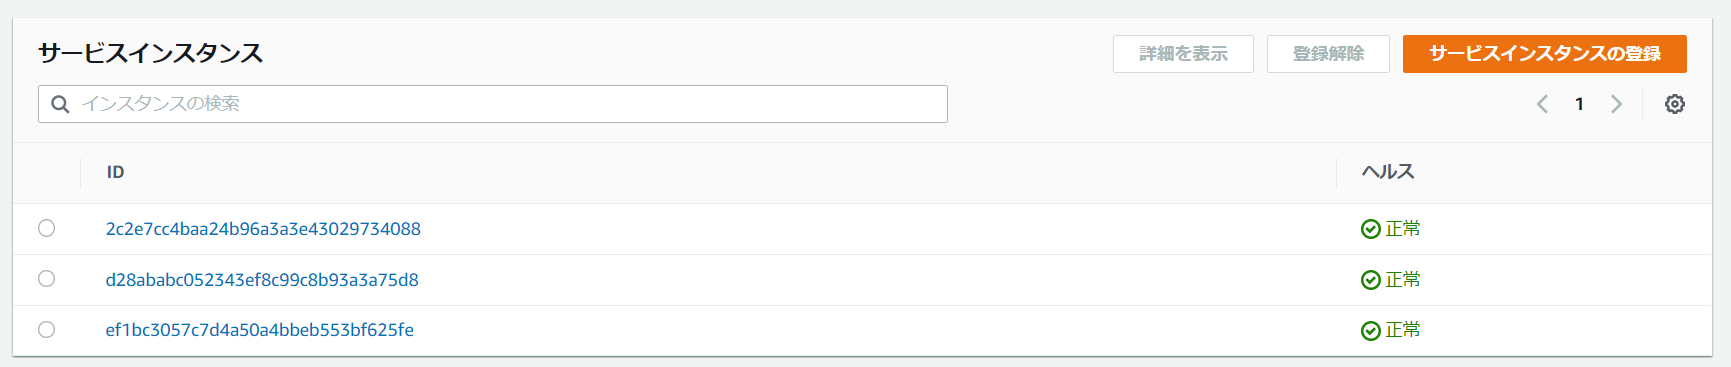 サービスインスタンス
詳細を表示
登録解除
サービスインスタンスの登録
インスタンスの検索
1
ID
ヘルス
2c2e7cc4baa24b96a3a3e43029734088
正常
d28ababc052343ef8c99c8b93a3a75d8
正常
ef1bc3057c7d4a50a4bbeb553bf625fe
正常